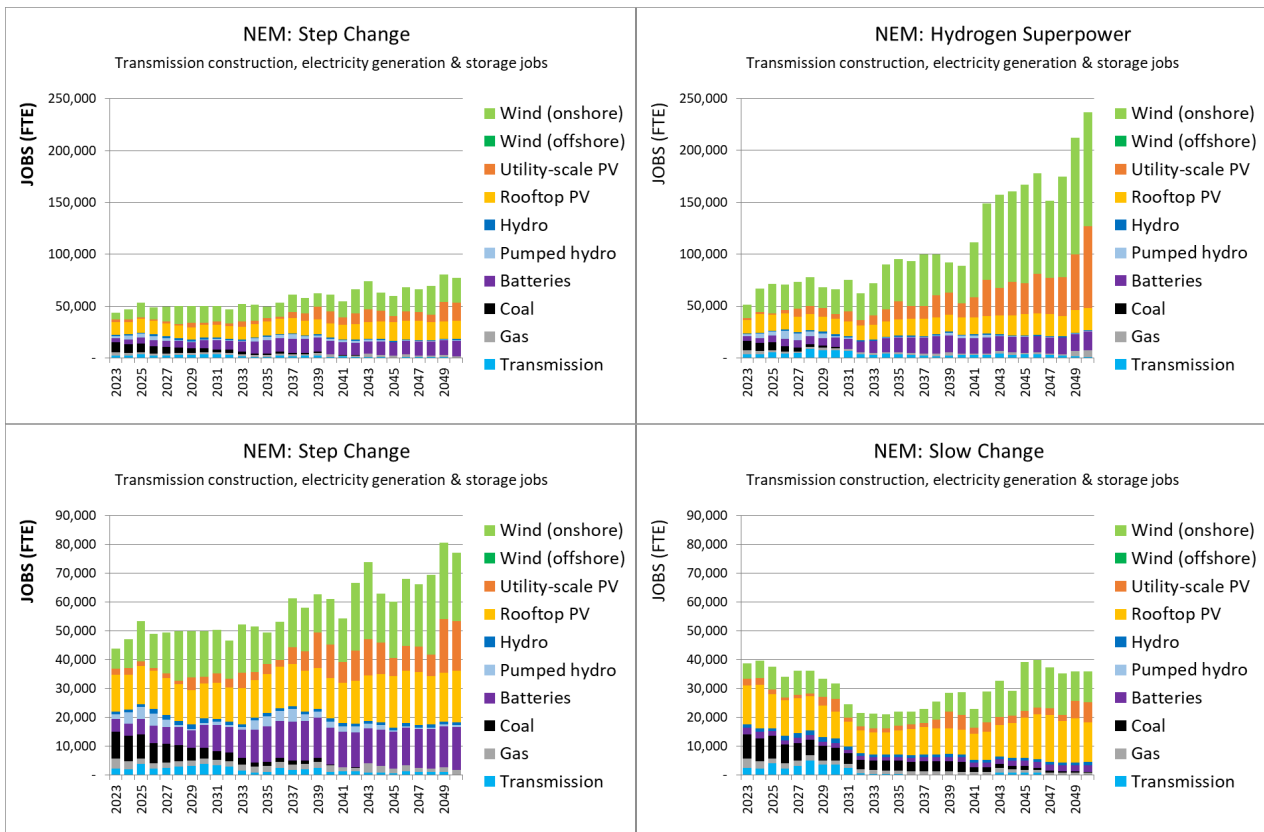 NEM: Step Change
Transmission construction, electricity generation & storage jobs
JOBS (FTE)
250,000
200,000
150,000
100,000
50,000
-
2023
2025
2027
2029
2031
2033
2035
2037
2039
2041
2043
2045
2047
2049
Wind (onshore)
Wind (offshore)
Utility-scale PV
Rooftop PV
Hydro
Pumped hydro
Batteries
Coal
Gas
Transmission
NEM: Hydrogen Superpower
Transmission construction, electricity generation & storage jobs
JOBS (FTE)
250,000
200,000
150,000
100,000
50,000
-
2023
2025
2027
2029
2031
2033
2035
2037
2039
2041
2043
2045
2047
2049
Wind (onshore)
Wind (offshore)
Utility-scale PV
Rooftop PV
Hydro
Pumped hydro
Batteries
Coal
Gas
Transmission
NEM: Step Change
Transmission construction, electricity generation & storage jobs
JOBS (FTE)
90,000
80,000
70,000
60,000
50,000
40,000
30,000
20,000
10,000
-
2023
2025
2027
2029
2031
2033
2035
2037
2039
2041
2043
2045
2047
2049
Wind (onshore)
Wind (offshore)
Utility-scale PV
Rooftop PV
Hydro
Pumped hydro
Batteries
Coal
Gas
Transmission
NEM: Slow Change
Transmission construction, electricity generation & storage jobs
JOBS (FTE)
90,000
80,000
70,000
60,000
50,000
40,000
30,000
20,000
10,000
-
2023
2025
2027
2029
2031
2033
2035
2037
2039
2041
2043
2045
2047
2049
Wind (onshore)
Wind (offshore)
Utility-scale PV
Rooftop PV
Hydro
Pumped hydro
Batteries
Coal
Gas
Transmission